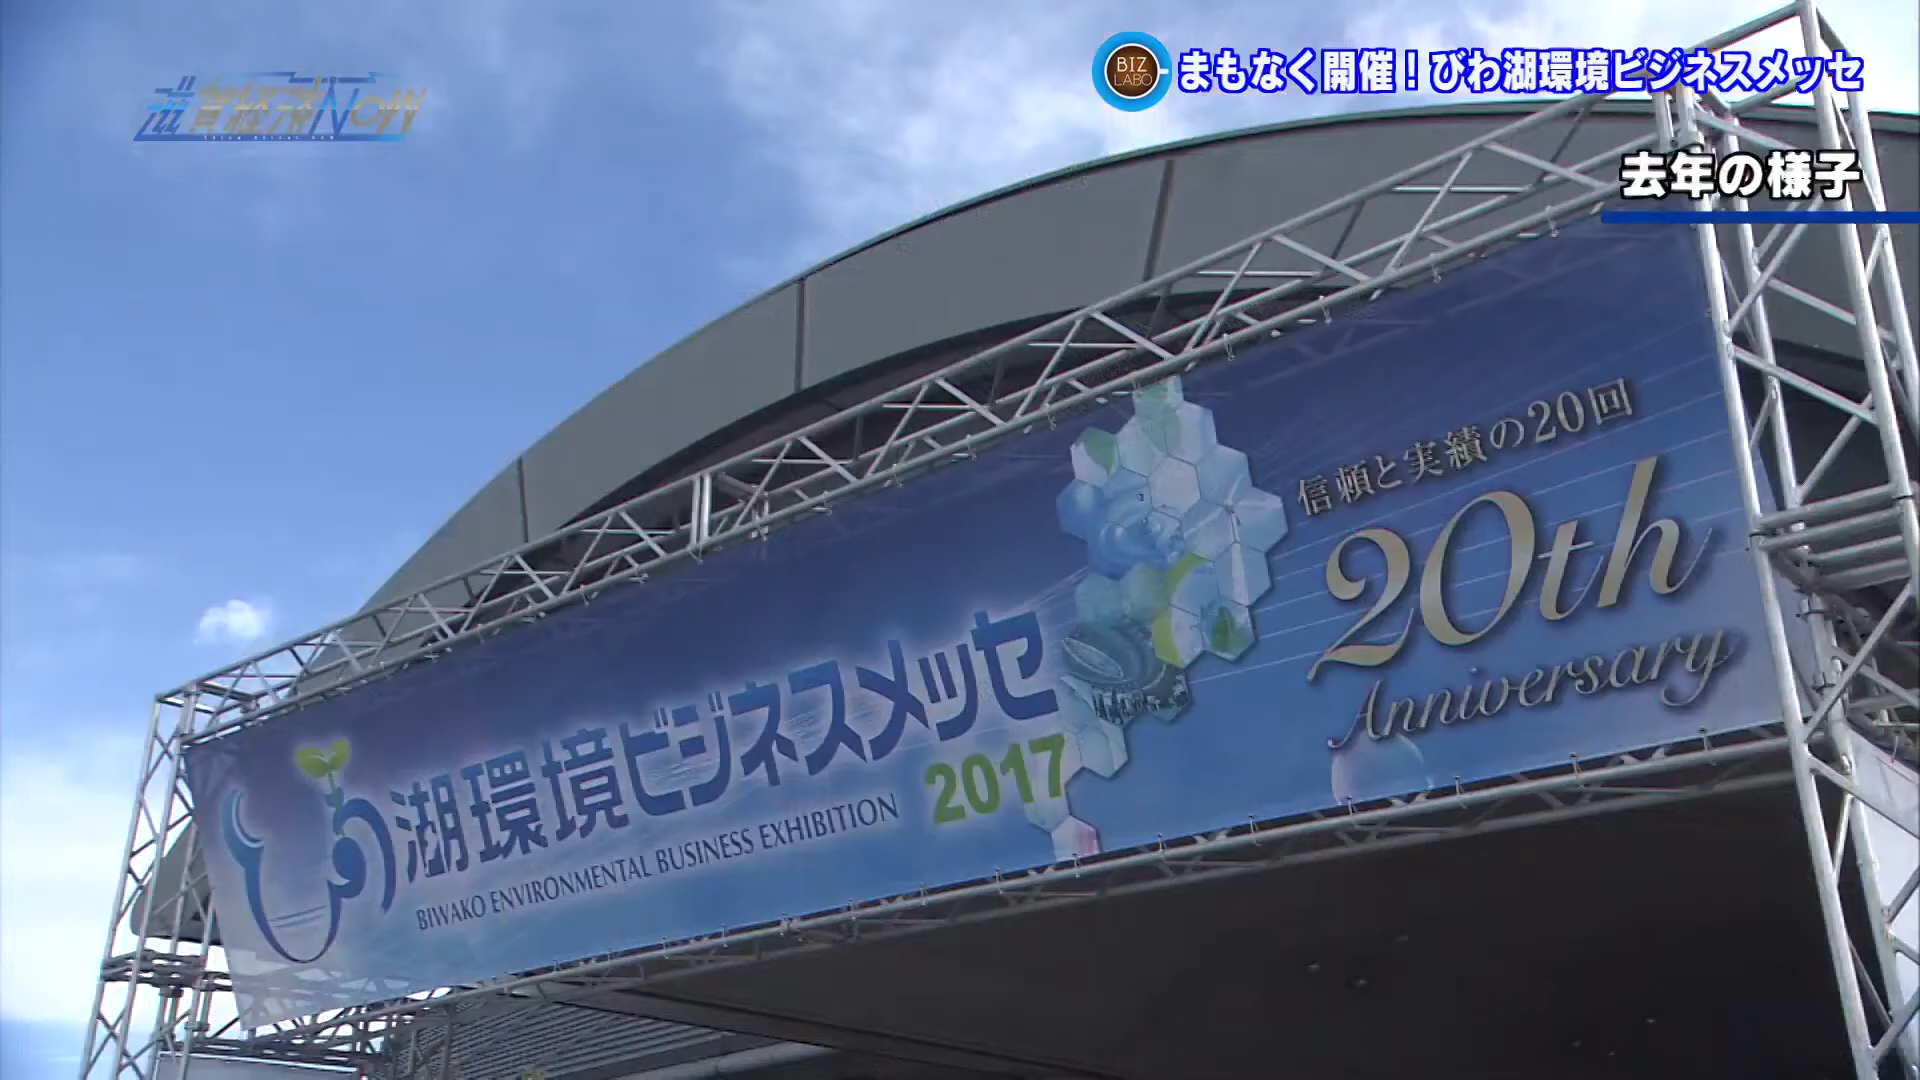 滋賀経済NOW
BIZ
LABO
まもなく開催！びわ湖環境ビジネスメッセ
去年の様子
信頼と実績の20回
20th
Anniversary
びわ湖環境ビジネスメッセ
2017
BIWAKO ENVIRONMENTAL BUSINESS EXHIBITION